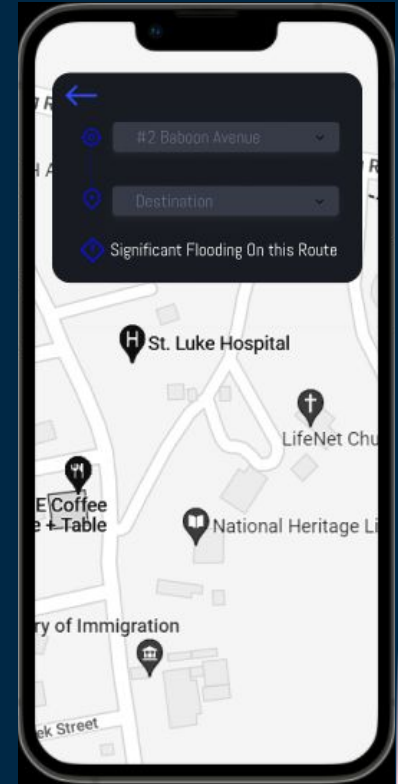 #2 Baboon Avenue
Destination
Significant Flooding On this Route
St. Luke Hospital
LifeNet Chu
E Coffee
e + Table
National Heritage Li
ry of Immigration
ek Street